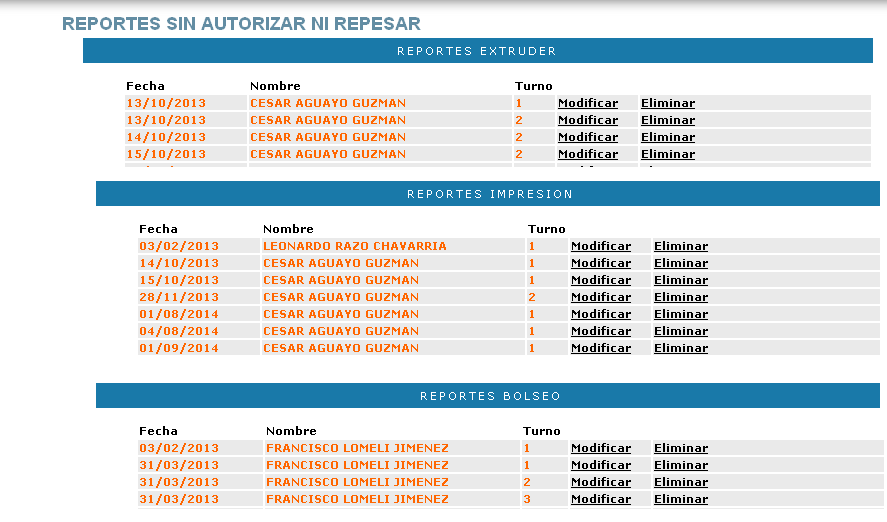 REPORTES SIN AUTORIZAR NI REPESAR
REPORTES EXTRUDER
Fecha Nombre Turno
13/10/2013 CESAR AGUAYO GUZMAN 1 Modificar Eliminar
13/10/2013 CESAR AGUAYO GUZMAN 2 Modificar Eliminar
14/10/2013 CESAR AGUAYO GUZMAN 2 Modificar Eliminar
15/10/2013 CESAR AGUAYO GUZMAN 2 Modificar Eliminar
REPORTES IMPRESION
Fecha Nombre Turno
03/02/2013 LEONARDO RAZO CHAVARRIA 1 Modificar Eliminar
14/10/2013 CESAR AGUAYO GUZMAN 1 Modificar Eliminar
15/10/2013 CESAR AGUAYO GUZMAN 1 Modificar Eliminar
28/11/2013 CESAR AGUAYO GUZMAN 2 Modificar Eliminar
01/08/2014 CESAR AGUAYO GUZMAN 1 Modificar Eliminar
04/08/2014 CESAR AGUAYO GUZMAN 1 Modificar Eliminar
01/09/2014 CESAR AGUAYO GUZMAN 1 Modificar Eliminar
REPORTES BOLSEO
Fecha Nombre Turno
03/02/2013 FRANCISCO LOMELI JIMENEZ 1 Modificar Eliminar
31/03/2013 FRANCISCO LOMELI JIMENEZ 1 Modificar Eliminar
31/03/2013 FRANCISCO LOMELI JIMENEZ 2 Modificar Eliminar
31/03/2013 FRANCISCO LOMELI JIMENEZ 3 Modificar Eliminar